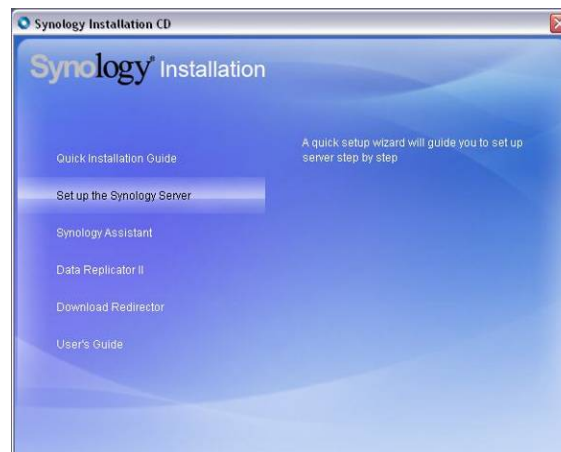 Synology Installation CD
Synology® Installation
Quick Installation Guide
Set up the Synology Server
Synology Assistant
Data Replicator II
Download Redirector
User's Guide
A quick setup wizard will guide you to set up
server step by step